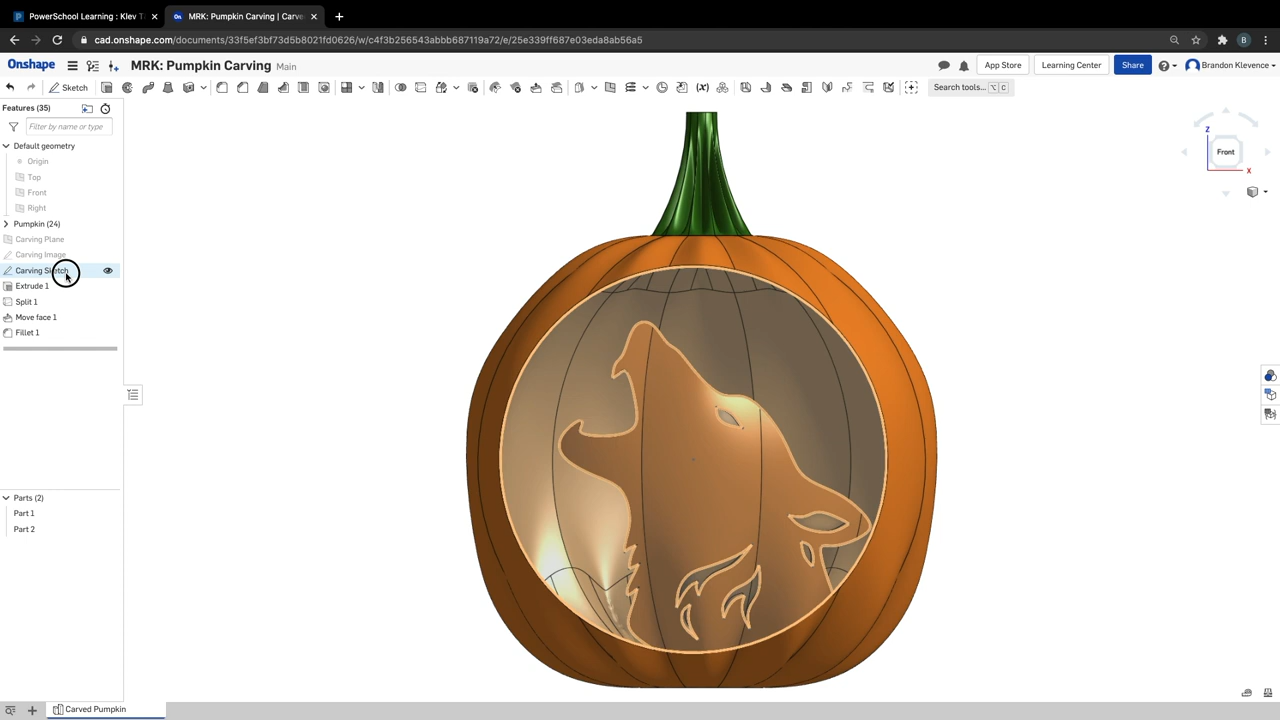 PowerSchool Learning : Klev T
MRK: Pumpkin Carving | Carve
cad.onshape.com/documents/33f5ef3bf73d5b8021fd0626/w/c4f3b256543abbb687119a72/e/25e339ff687e03eda8ab56a5
B
Onshape MRK: Pumpkin Carving Main App Store Learning Center Share Brandon Klevence
Sketch Search tools... ⌥ C
Features (35)
Filter by name or type
Default geometry
Origin
Top
Front
Right
Pumpkin (24)
Carving Plane
Carving Image
Carving Sketch
Extrude 1
Split 1
Move face 1
Fillet 1
Parts (2)
Part 1
Part 2
Z
Front
X
Carved Pumpkin